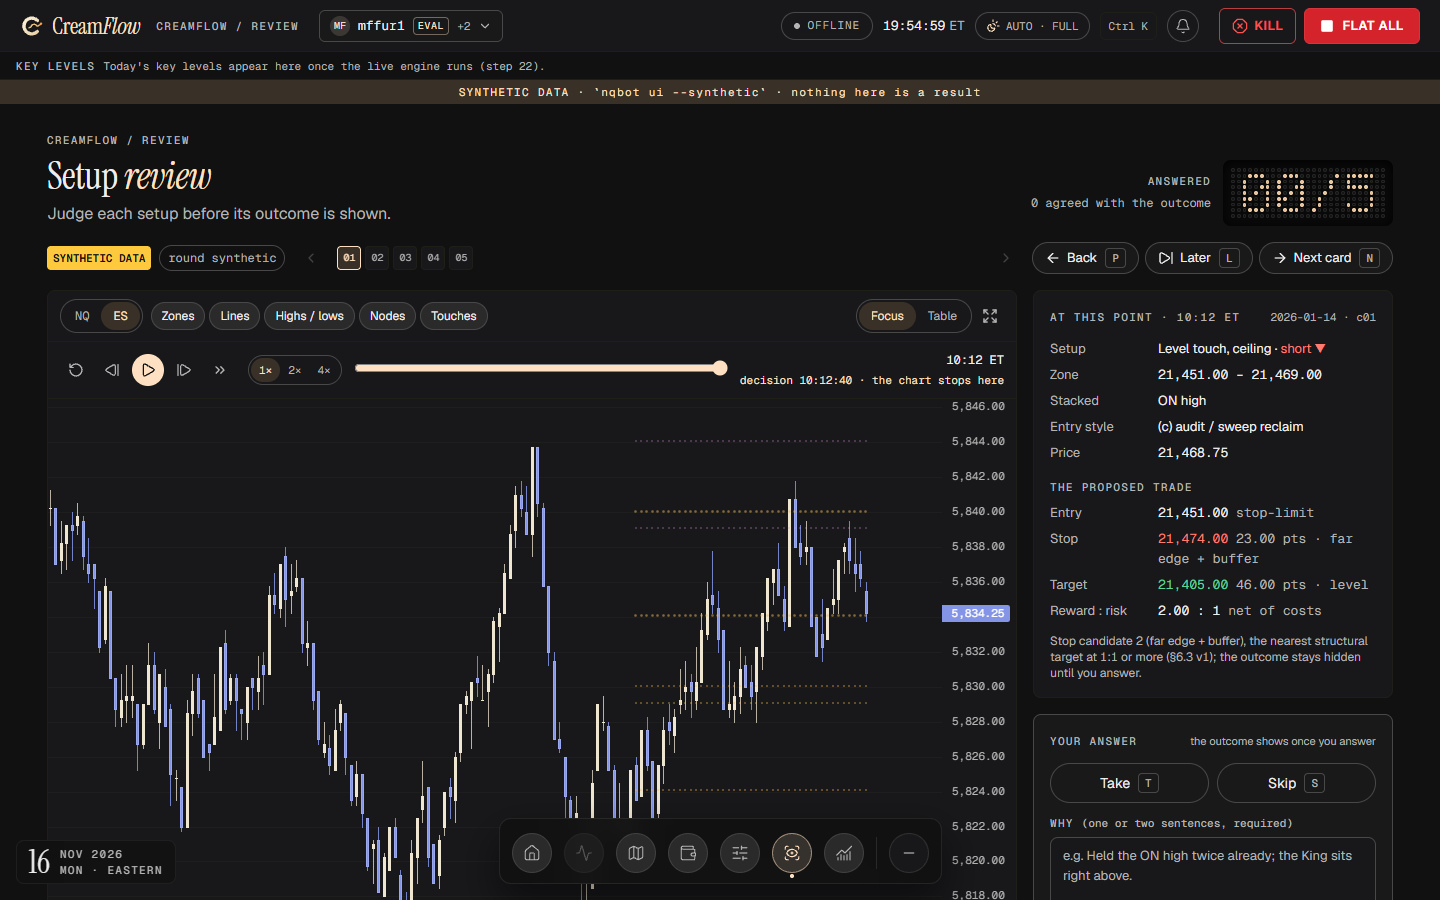 CreamFlow
CREAMFLOW / REVIEW
MF mffur1 EVAL +2
OFFLINE
19:54:59 ET
AUTO · FULL
Ctrl K
KILL
FLAT ALL
KEY LEVELS Today's key levels appear here once the live engine runs (step 22).
SYNTHETIC DATA · `nqbot ui --synthetic` · nothing here is a result
CREAMFLOW / REVIEW
Setup review
Judge each setup before its outcome is shown.
ANSWERED
0 agreed with the outcome
00/5
SYNTHETIC DATA
round synthetic
01 02 03 04 05
Back P
Later L
Next card N
NQ ES
Zones
Lines
Highs / lows
Nodes
Touches
Focus Table
1× 2× 4×
10:12 ET
decision 10:12:40 · the chart stops here
5,846.00
5,844.00
5,842.00
5,840.00
5,838.00
5,836.00
5,834.25
5,832.00
5,830.00
5,828.00
5,826.00
5,824.00
5,822.00
5,820.00
5,818.00
AT THIS POINT · 10:12 ET 2026-01-14 · c01
Setup Level touch, ceiling · short ▼
Zone 21,451.00 – 21,469.00
Stacked ON high
Entry style (c) audit / sweep reclaim
Price 21,468.75
THE PROPOSED TRADE
Entry 21,451.00 stop-limit
Stop 21,474.00 23.00 pts · far
edge + buffer
Target 21,405.00 46.00 pts · level
Reward : risk 2.00 : 1 net of costs
Stop candidate 2 (far edge + buffer), the nearest structural
target at 1:1 or more (§6.3 v1); the outcome stays hidden
until you answer.
YOUR ANSWER the outcome shows once you answer
Take T
Skip S
WHY (one or two sentences, required)
e.g. Held the ON high twice already; the King sits
right above.
16 NOV 2026
MON · EASTERN